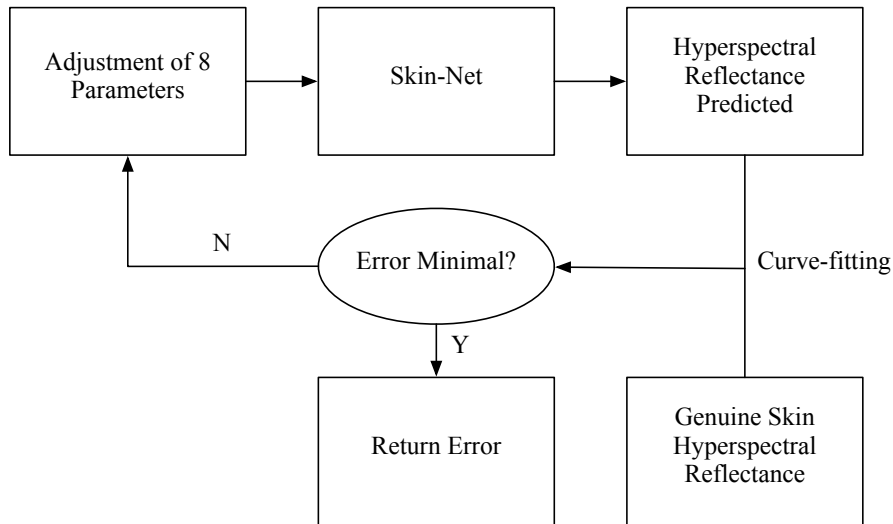 Adjustment of 8
Parameters
Skin-Net
Hyperspectral
Reflectance
Predicted
N
Error Minimal?
Curve-fitting
Y
Return Error
Genuine Skin
Hyperspectral
Reflectance